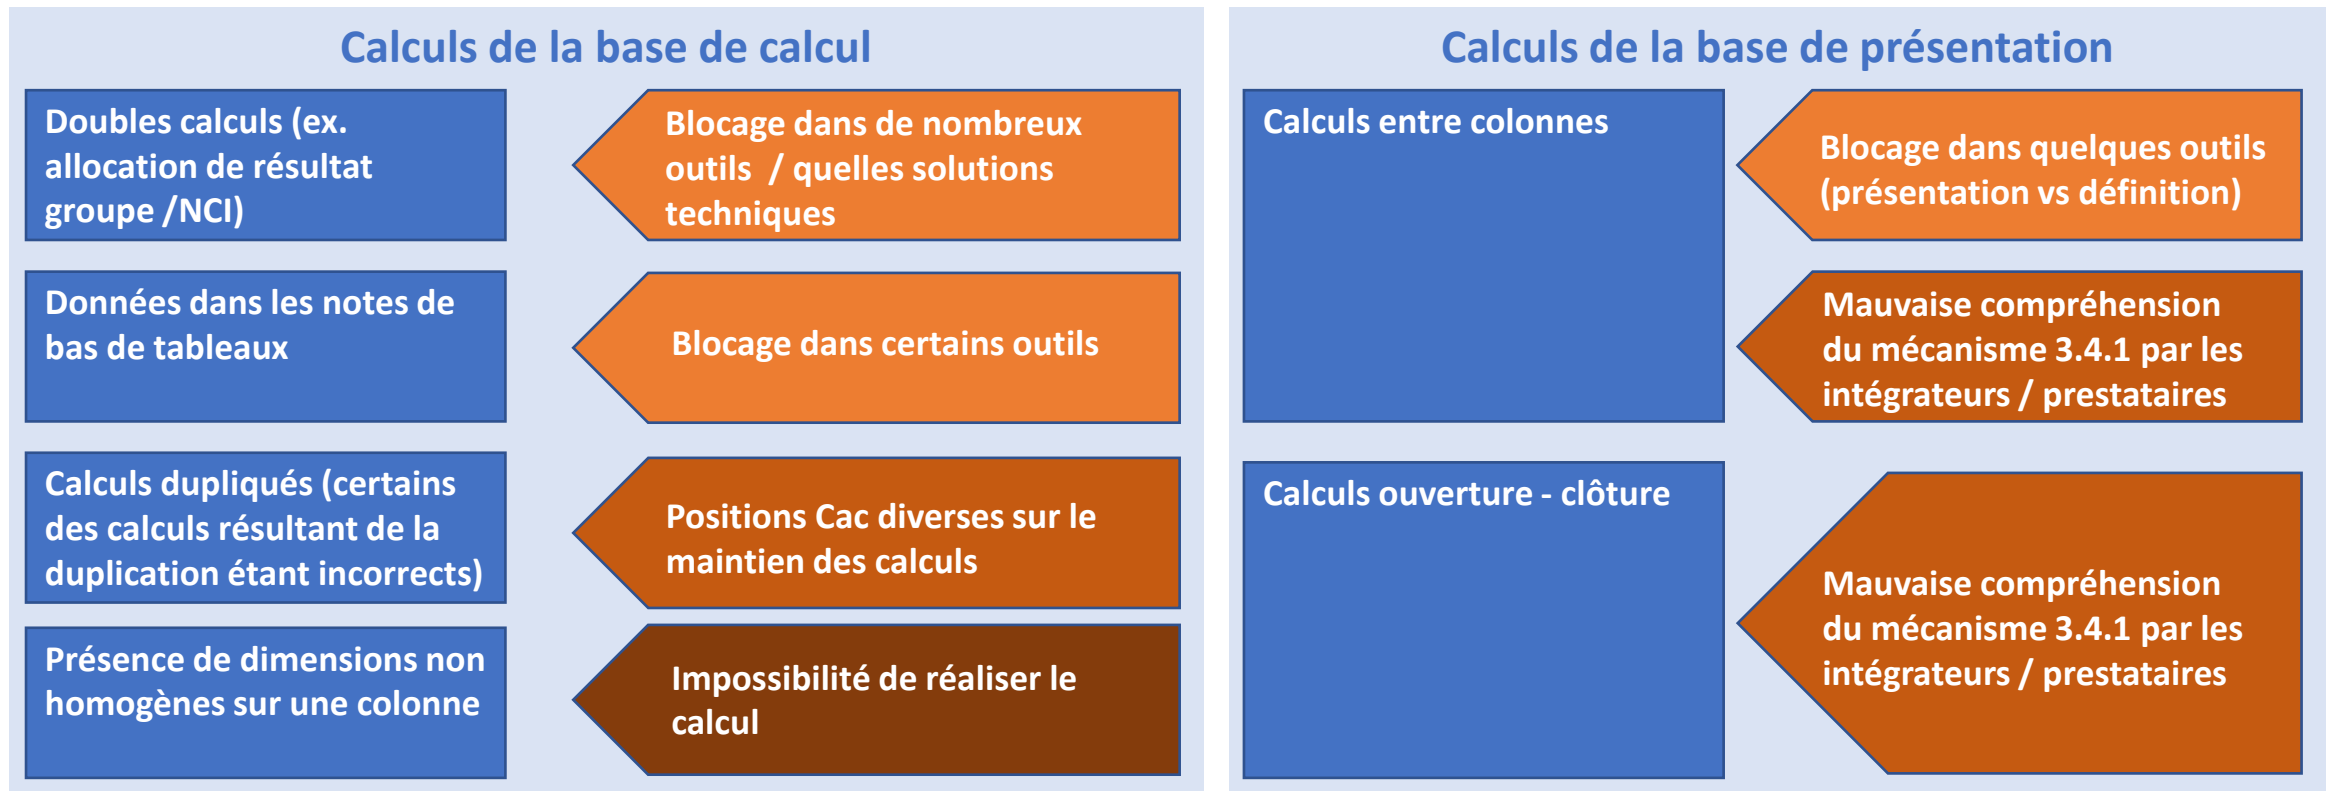 Calculs de la base de calcul
Doubles calculs (ex.
allocation de résultat
groupe /NCI)
Blocage dans de nombreux
outils / quelles solutions
techniques
Données dans les notes de
bas de tableaux
Blocage dans certains outils
Calculs dupliqués (certains
des calculs résultant de la
duplication étant incorrects)
Positions Cac diverses sur le
maintien des calculs
Présence de dimensions non
homogènes sur une colonne
Impossibilité de réaliser le
calcul
Calculs de la base de présentation
Calculs entre colonnes
Blocage dans quelques outils
(présentation vs définition)
Mauvaise compréhension
du mécanisme 3.4.1 par les
intégrateurs / prestataires
Calculs ouverture - clôture
Mauvaise compréhension
du mécanisme 3.4.1 par les
intégrateurs / prestataires